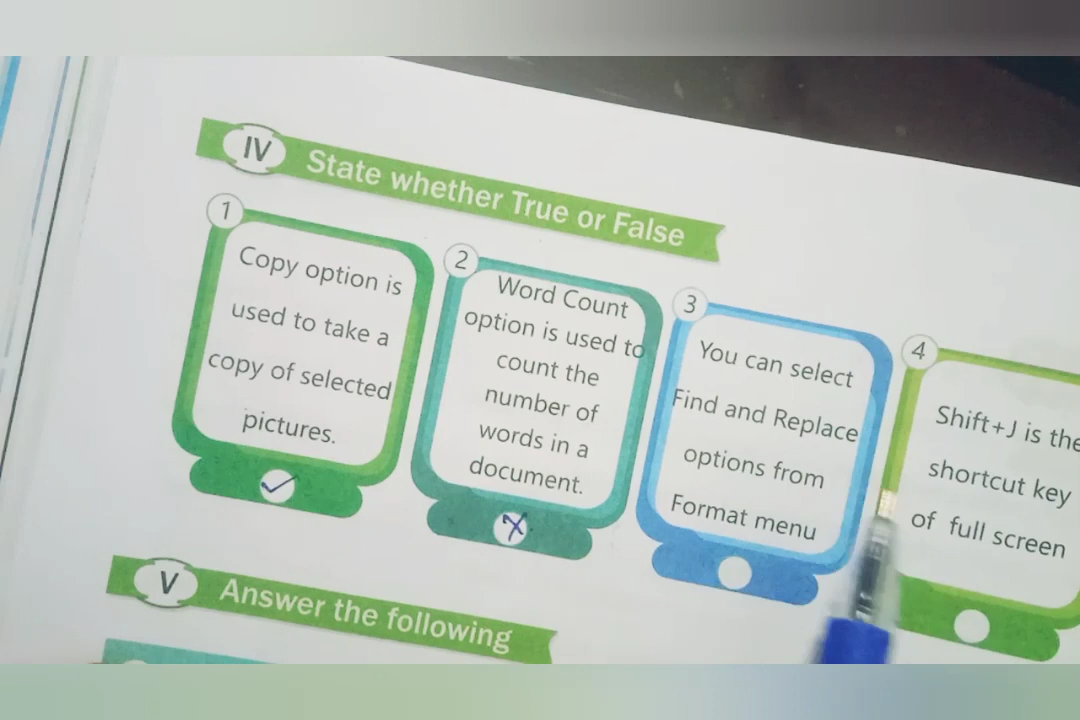 IV State whether True or False
1
Copy option is
used to take a
copy of selected
pictures.
2
Word Count
option is used to
count the
number of
words in a
document.
3
You can select
Find and Replace
options from
Format menu
4
Shift+J is the
shortcut key
of full screen
V Answer the following